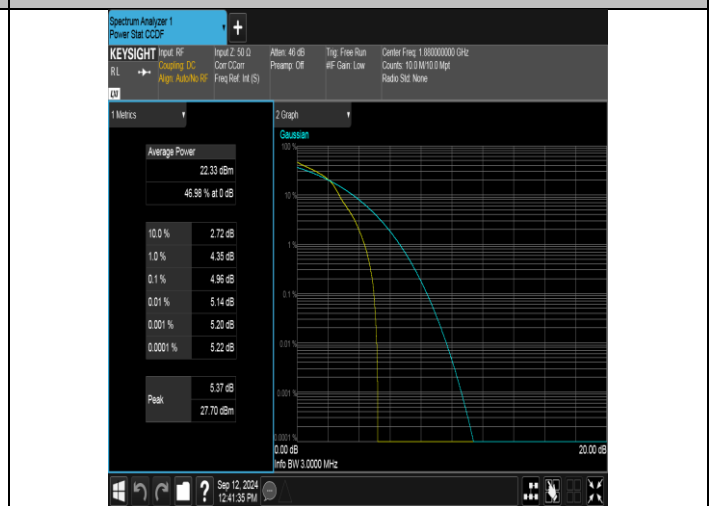 Spectrum Analyzer 1
Power Stat CCDF
+
KEYSIGHT
RL
Input: RF
Coupling: DC
Align: Auto/No RF
Input Z: 50 Ω
Corr CCorr
Freq Ref: Int (S)
Atten: 46 dB
Preamp: Off
Trig: Free Run
#IF Gain: Low
Center Freq: 1.880000000 GHz
Counts: 10.0 M/10.0 Mpt
Radio Std: None
1 Metrics
Average Power
22.33 dBm
46.98 % at 0 dB
10.0 % 2.72 dB
1.0 % 4.35 dB
0.1 % 4.96 dB
0.01 % 5.14 dB
0.001 % 5.20 dB
0.0001 % 5.22 dB
Peak
5.37 dB
27.70 dBm
2 Graph
Gaussian
100 %
10 %
1 %
0.1 %
0.01 %
0.001 %
0.0001 %
0.00 dB
20.00 dB
Info BW 3.0000 MHz
?
Sep 12, 2024
12:41:35 PM